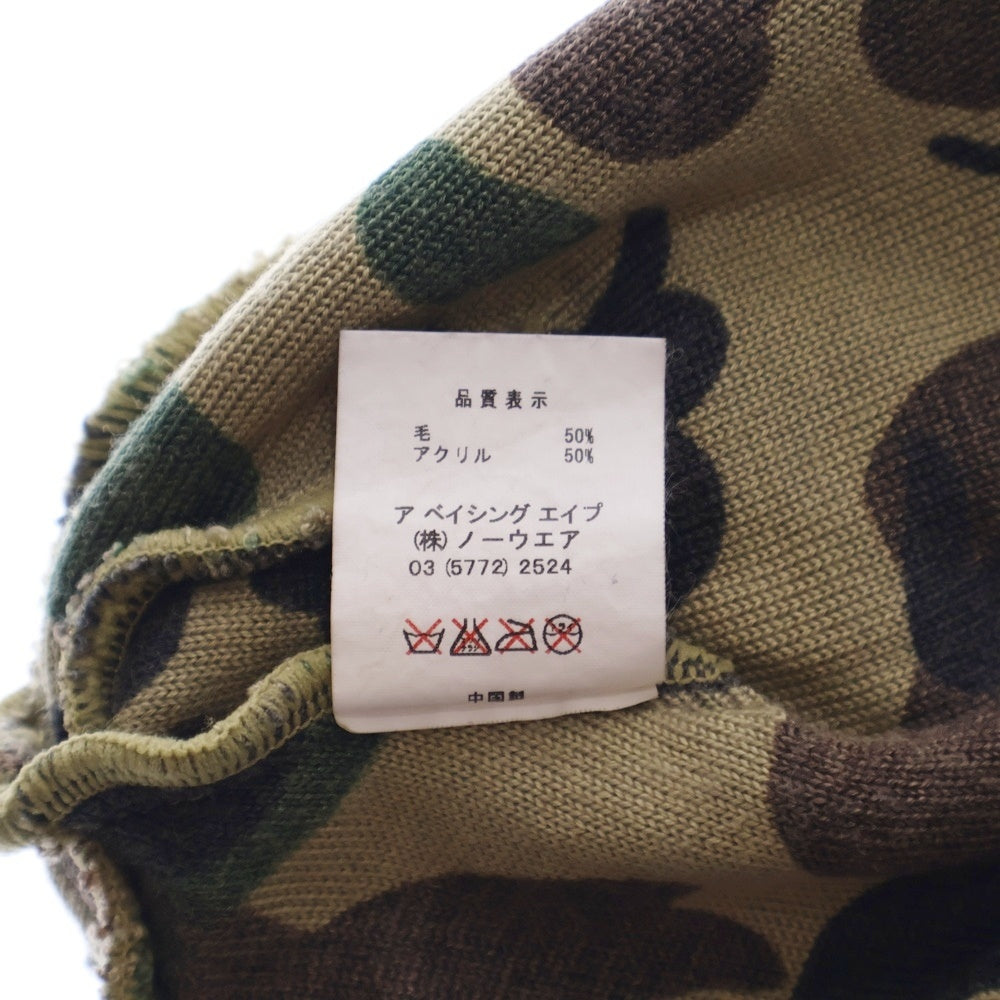 品質表示
毛 50%
アクリル 50%
ア ベイシング エイプ
(株) ノーウエア
03 (5772) 2524
中国製